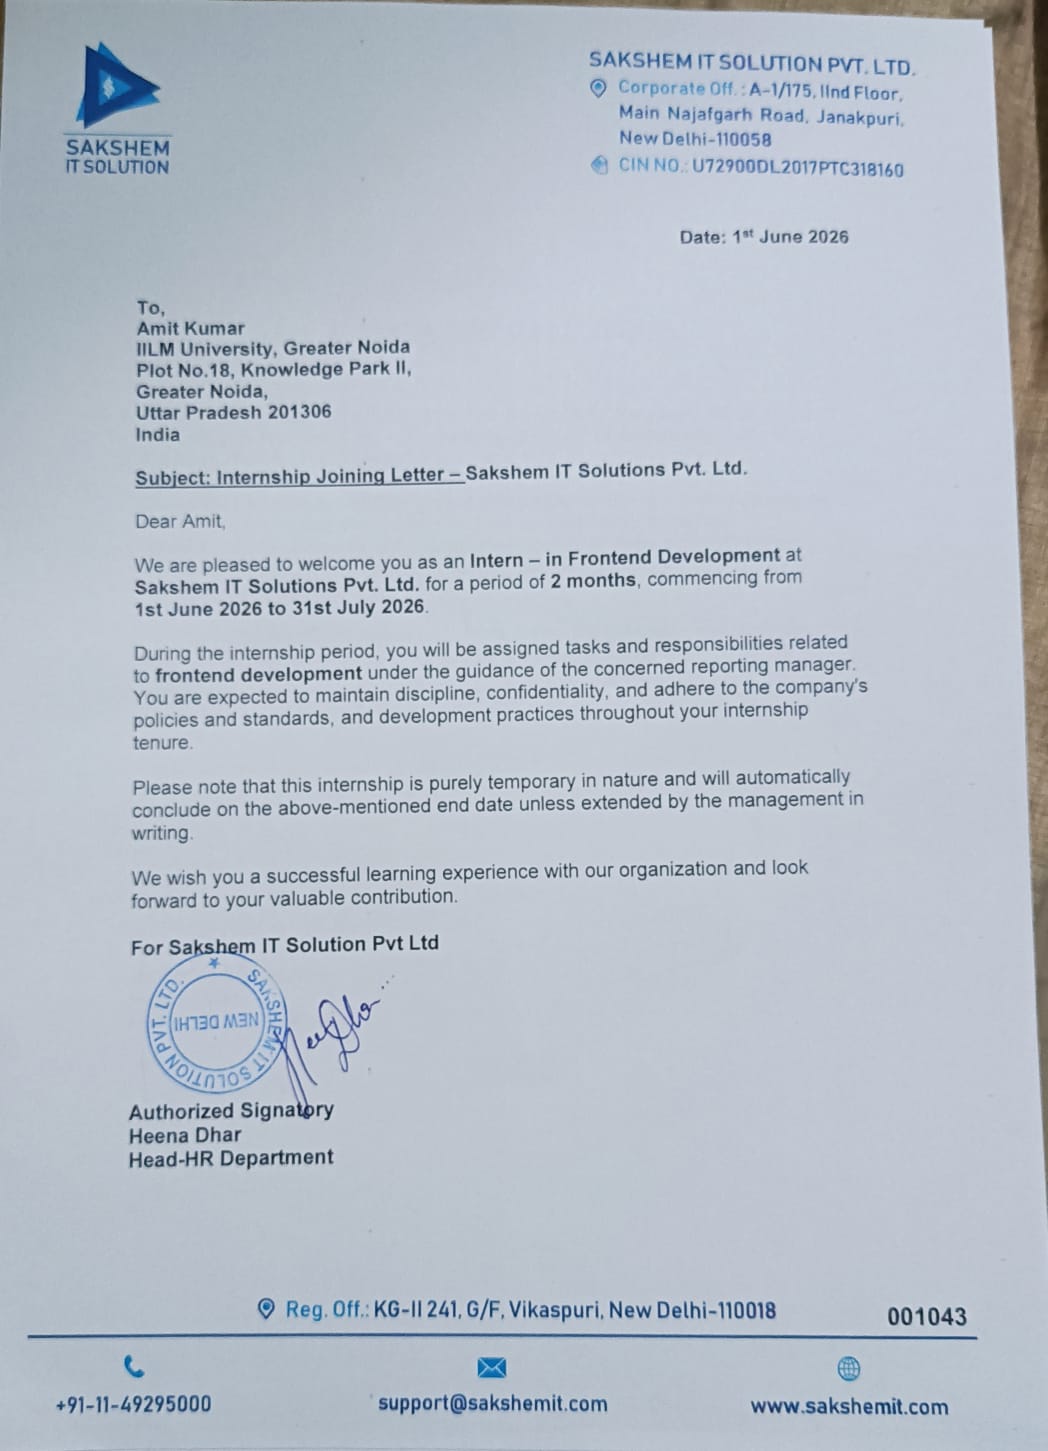 SAKSHEM
IT SOLUTION
SAKSHEM IT SOLUTION PVT. LTD.
Corporate Off. : A-1/175, IInd Floor,
Main Najafgarh Road, Janakpuri,
New Delhi-110058
CIN NO.: U72900DL2017PTC318160
Date: 1st June 2026
To,
Amit Kumar
IILM University, Greater Noida
Plot No.18, Knowledge Park II,
Greater Noida,
Uttar Pradesh 201306
India
Subject: Internship Joining Letter – Sakshem IT Solutions Pvt. Ltd.
Dear Amit,
We are pleased to welcome you as an Intern – in Frontend Development at
Sakshem IT Solutions Pvt. Ltd. for a period of 2 months, commencing from
1st June 2026 to 31st July 2026.
During the internship period, you will be assigned tasks and responsibilities related
to frontend development under the guidance of the concerned reporting manager.
You are expected to maintain discipline, confidentiality, and adhere to the company's
policies and standards, and development practices throughout your internship
tenure.
Please note that this internship is purely temporary in nature and will automatically
conclude on the above-mentioned end date unless extended by the management in
writing.
We wish you a successful learning experience with our organization and look
forward to your valuable contribution.
For Sakshem IT Solution Pvt Ltd
SAKSHEM IT SOLUTION PVT. LTD.
NEW DELHI
Authorized Signatory
Heena Dhar
Head-HR Department
Reg. Off.: KG-II 241, G/F, Vikaspuri, New Delhi-110018
001043
+91-11-49295000
support@sakshemit.com
www.sakshemit.com